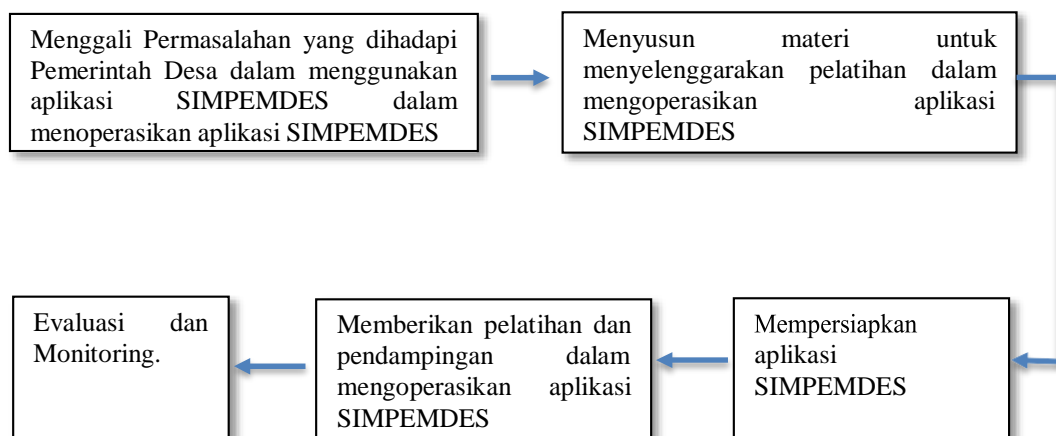 Menggali Permasalahan yang dihadapi
Pemerintah Desa dalam menggunakan
aplikasi SIMPEMDES dalam
menoperasikan aplikasi SIMPEMDES
Menyusun materi untuk
menyelenggarakan pelatihan dalam
mengoperasikan aplikasi
SIMPEMDES
Mempersiapkan
aplikasi
SIMPEMDES
Memberikan pelatihan dan
pendampingan dalam
mengoperasikan aplikasi
SIMPEMDES
Evaluasi dan
Monitoring.